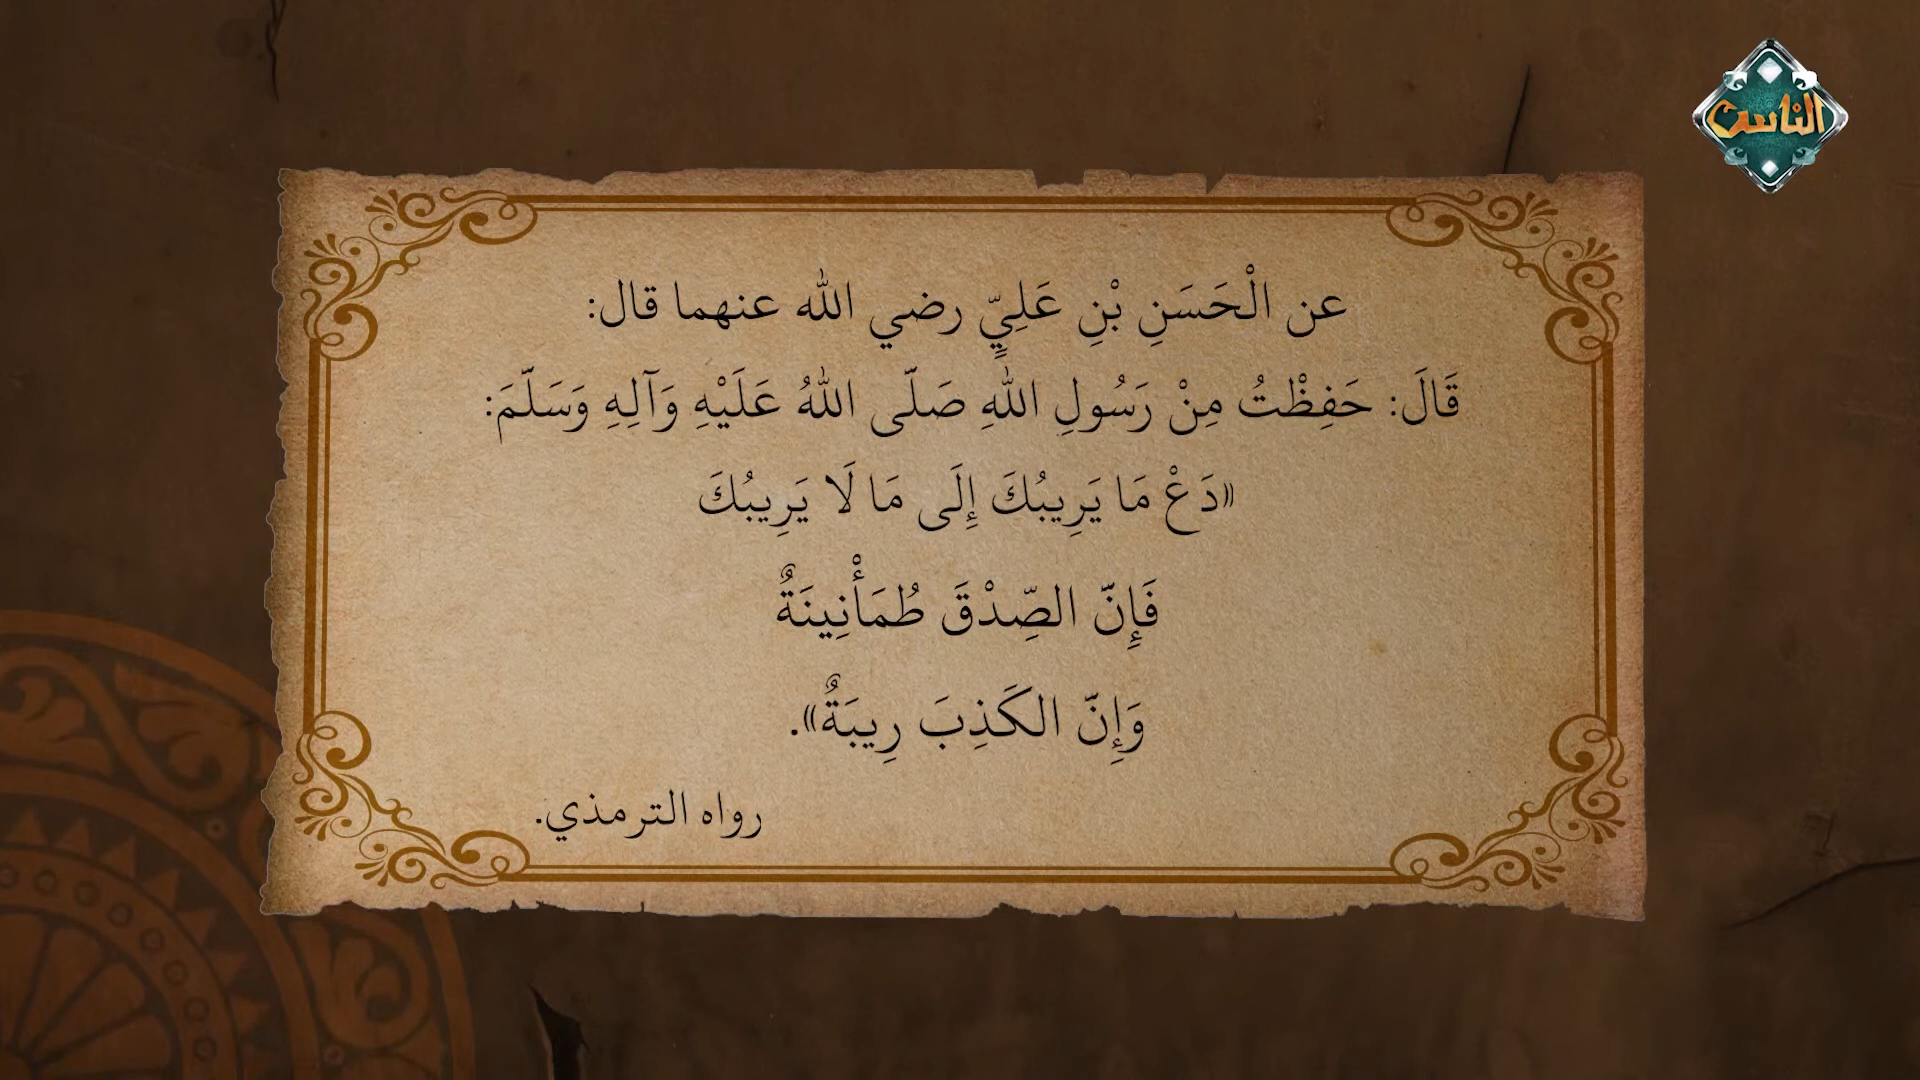 الناس
عن الْحَسَنِ بْنِ عَلِيٍّ رضي الله عنهما قال:
قَالَ: حَفِظْتُ مِنْ رَسُولِ اللهِ صَلَّى اللهُ عَلَيْهِ وَآلِهِ وَسَلَّمَ:
«دَعْ مَا يَرِيبُكَ إِلَى مَا لَا يَرِيبُكَ
فَإِنَّ الصِّدْقَ طُمَأْنِينَةٌ
وَإِنَّ الكَذِبَ رِيبَةٌ».
رواه الترمذي.